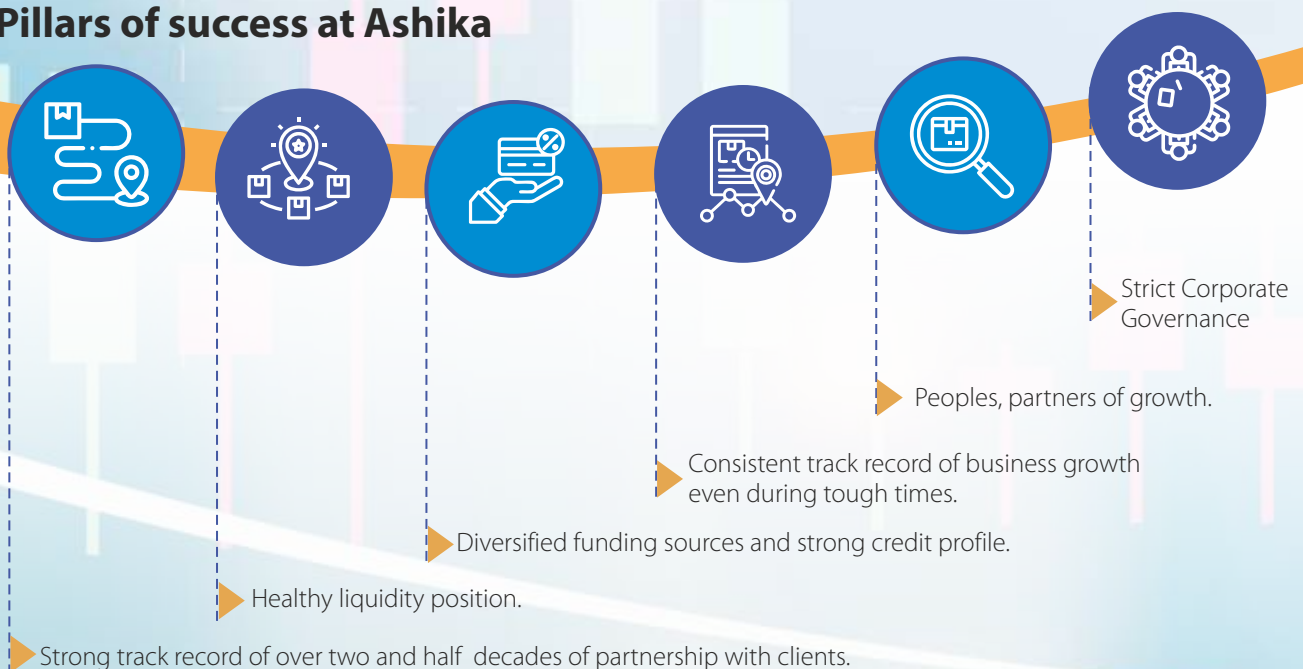 Pillars of success at Ashika
Strict Corporate
Governance
Peoples, partners of growth.
Consistent track record of business growth
even during tough times.
Diversified funding sources and strong credit profile.
Healthy liquidity position.
Strong track record of over two and half decades of partnership with clients.